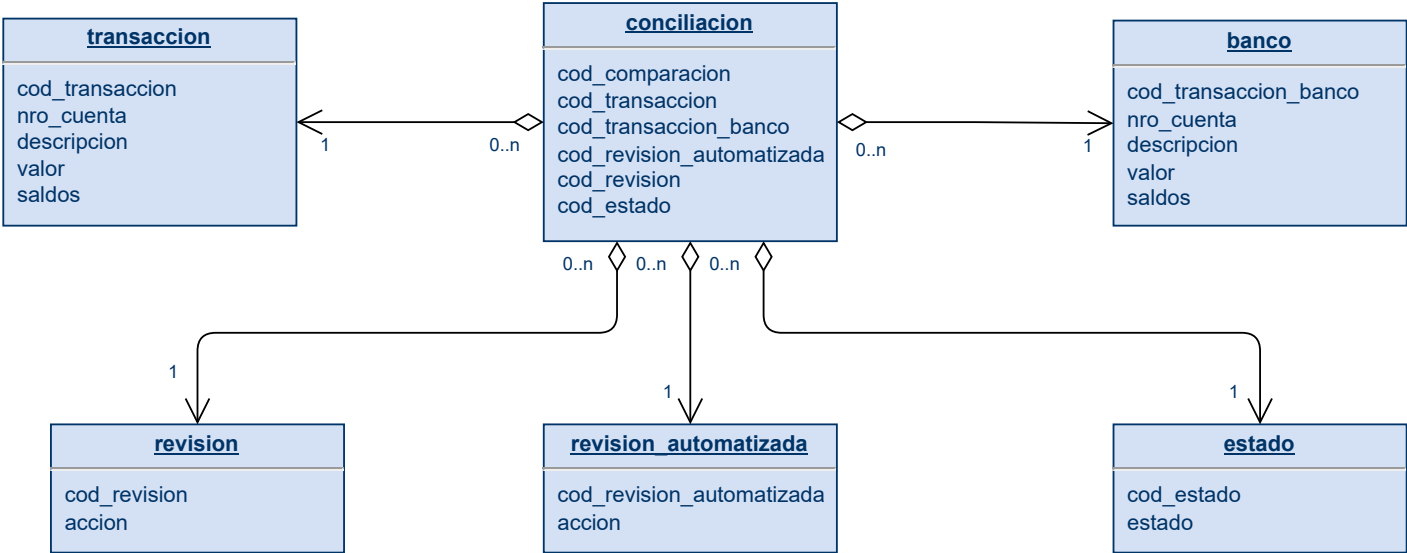 transaccion
cod_transaccion
nro_cuenta
descripcion
valor
saldos
conciliacion
cod_comparacion
cod_transaccion
cod_transaccion_banco
cod_revision_automatizada
cod_revision
cod_estado
banco
cod_transaccion_banco
nro_cuenta
descripcion
valor
saldos
1
0..n
0..n
1
0..n
0..n
0..n
1
1
1
revision
cod_revision
accion
revision_automatizada
cod_revision_automatizada
accion
estado
cod_estado
estado